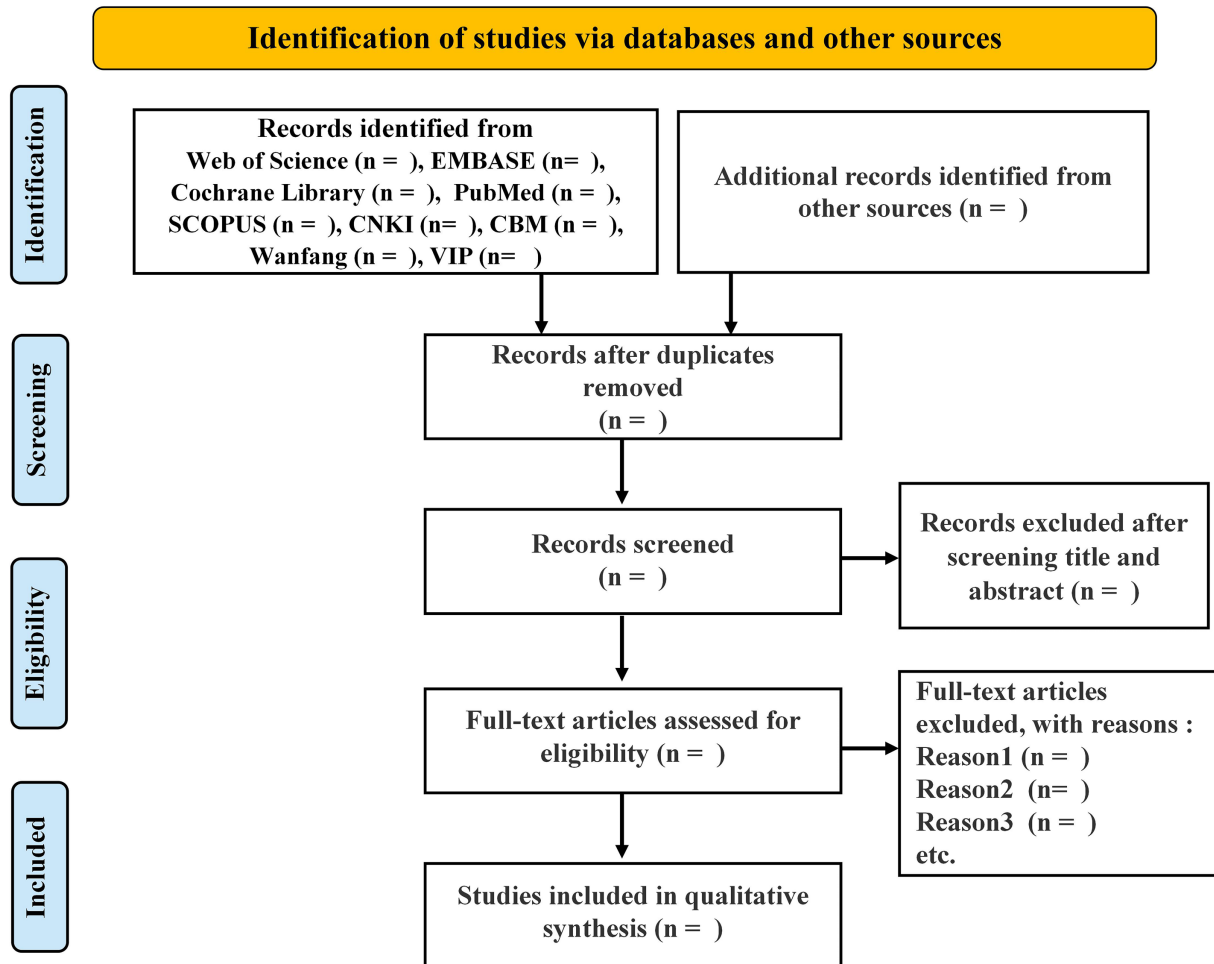 Identification of studies via databases and other sources
Identification
Records identified from
Web of Science (n =  ), EMBASE (n=  ),
Cochrane Library (n =  ),  PubMed (n =  ),
SCOPUS (n =  ), CNKI (n=  ), CBM (n =  ),
Wanfang (n =  ), VIP (n=   )
Additional records identified from
other sources (n =  )
Screening
Records after duplicates
removed
(n =  )
Records screened
(n =  )
Records excluded after
screening title and
abstract (n =  )
Eligibility
Full-text articles assessed for
eligibility (n =  )
Full-text articles
excluded, with reasons :
Reason1 (n =  )
Reason2  (n=  )
Reason3  (n =  )
etc.
Included
Studies included in qualitative
synthesis (n =  )